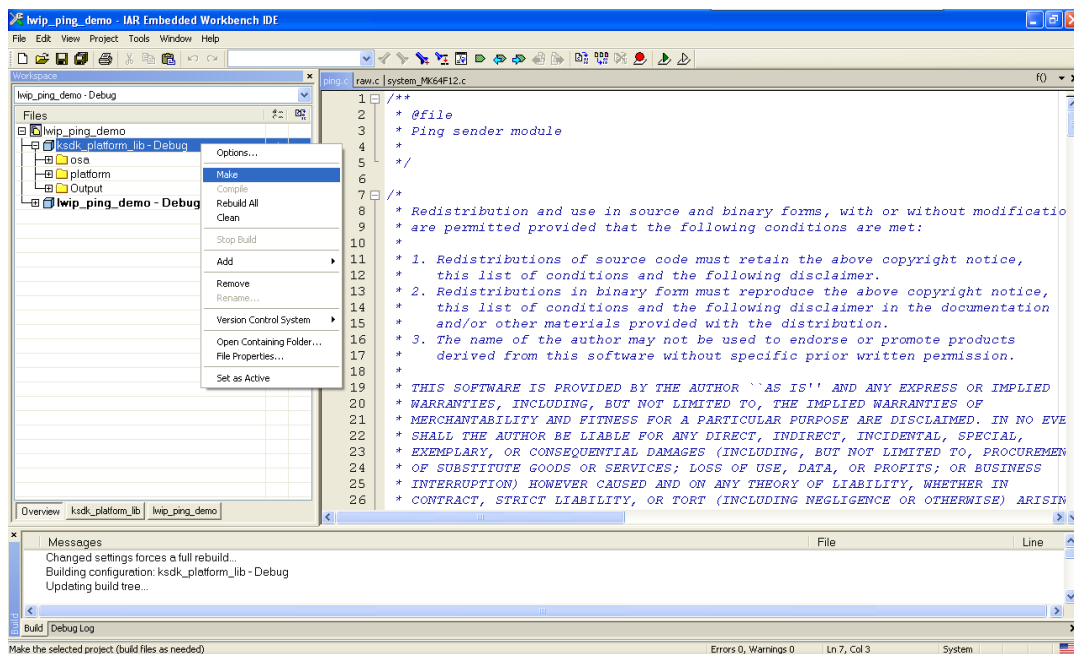 lwip_ping_demo - IAR Embedded Workbench IDE
File Edit View Project Tools Window Help
Workspace
lwip_ping_demo - Debug
Files
lwip_ping_demo
ksdk_platform_lib - Debug
osa
platform
Output
lwip_ping_demo - Debug
Overview ksdk_platform_lib lwip_ping_demo
Options...
Make
Compile
Rebuild All
Clean
Stop Build
Add
Remove
Rename...
Version Control System
Open Containing Folder...
File Properties...
Set as Active
ping.c raw.c system_MK64F12.c f()
1 /**
2 * @file
3 * Ping sender module
4 *
5 */
6
7 /*
8 * Redistribution and use in source and binary forms, with or without modificatio
9 * are permitted provided that the following conditions are met:
10 *
11 * 1. Redistributions of source code must retain the above copyright notice,
12 * this list of conditions and the following disclaimer.
13 * 2. Redistributions in binary form must reproduce the above copyright notice,
14 * this list of conditions and the following disclaimer in the documentation
15 * and/or other materials provided with the distribution.
16 * 3. The name of the author may not be used to endorse or promote products
17 * derived from this software without specific prior written permission.
18 *
19 * THIS SOFTWARE IS PROVIDED BY THE AUTHOR ``AS IS'' AND ANY EXPRESS OR IMPLIED
20 * WARRANTIES, INCLUDING, BUT NOT LIMITED TO, THE IMPLIED WARRANTIES OF
21 * MERCHANTABILITY AND FITNESS FOR A PARTICULAR PURPOSE ARE DISCLAIMED. IN NO EVE
22 * SHALL THE AUTHOR BE LIABLE FOR ANY DIRECT, INDIRECT, INCIDENTAL, SPECIAL,
23 * EXEMPLARY, OR CONSEQUENTIAL DAMAGES (INCLUDING, BUT NOT LIMITED TO, PROCUREMEN
24 * OF SUBSTITUTE GOODS OR SERVICES; LOSS OF USE, DATA, OR PROFITS; OR BUSINESS
25 * INTERRUPTION) HOWEVER CAUSED AND ON ANY THEORY OF LIABILITY, WHETHER IN
26 * CONTRACT, STRICT LIABILITY, OR TORT (INCLUDING NEGLIGENCE OR OTHERWISE) ARISIN
Messages File Line
Changed settings forces a full rebuild...
Building configuration: ksdk_platform_lib - Debug
Updating build tree...
Build
Build Debug Log
Make the selected project (build files as needed) Errors 0, Warnings 0 Ln 7, Col 3 System